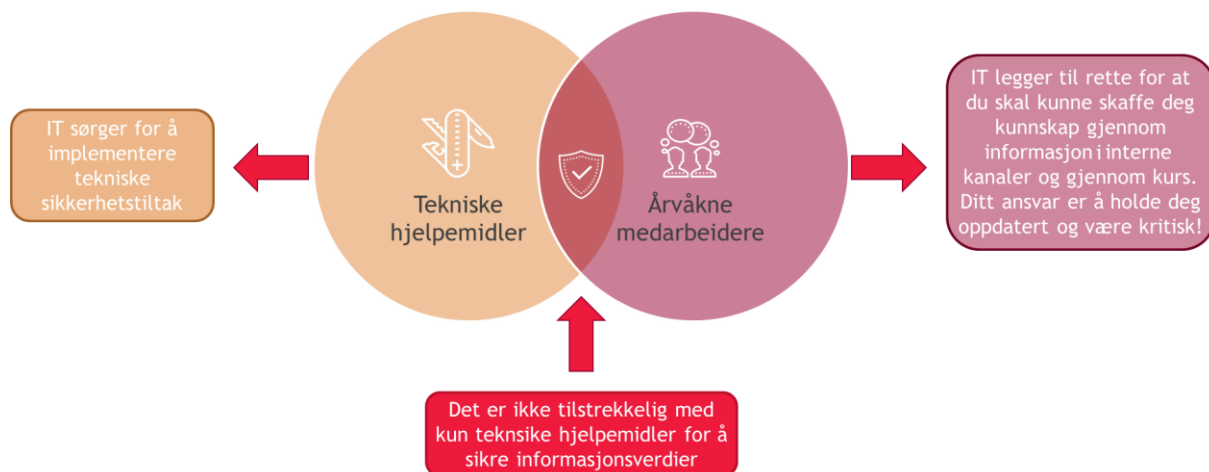 IT sørger for å
implementere
tekniske
sikkerhetstiltak
Tekniske
hjelpemidler
Årvåkne
medarbeidere
IT legger til rette for at
du skal kunne skaffe deg
kunnskap gjennom
informasjon i interne
kanaler og gjennom kurs.
Ditt ansvar er å holde deg
oppdatert og være kritisk!
Det er ikke tilstrekkelig med
kun teknsike hjelpemidler for å
sikre informasjonsverdier